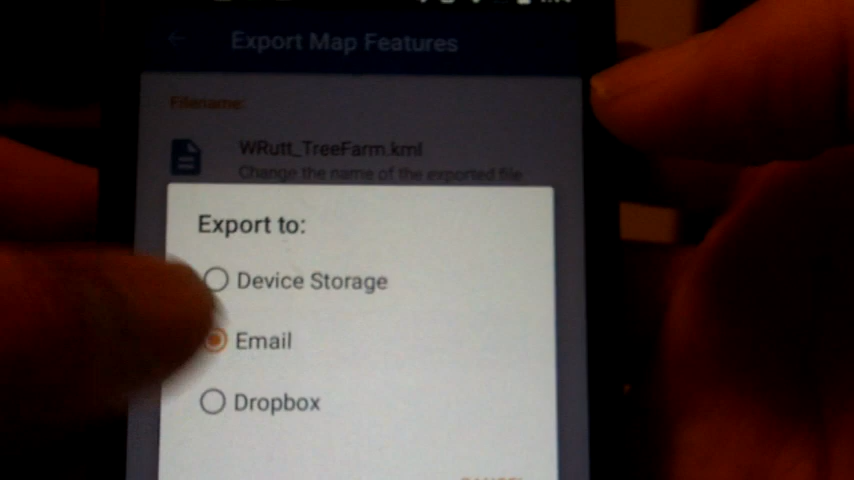 Export Map Features
Filename:
WRutt_TreeFarm.kml
Change the name of the exported file
Export to:
Device Storage
Email
Dropbox
CANCEL